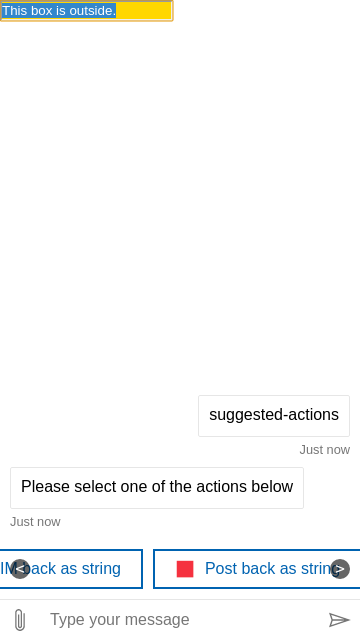 This box is outside.
suggested-actions
Just now
Please select one of the actions below
Just now
IM back as string
Post back as string
Type your message